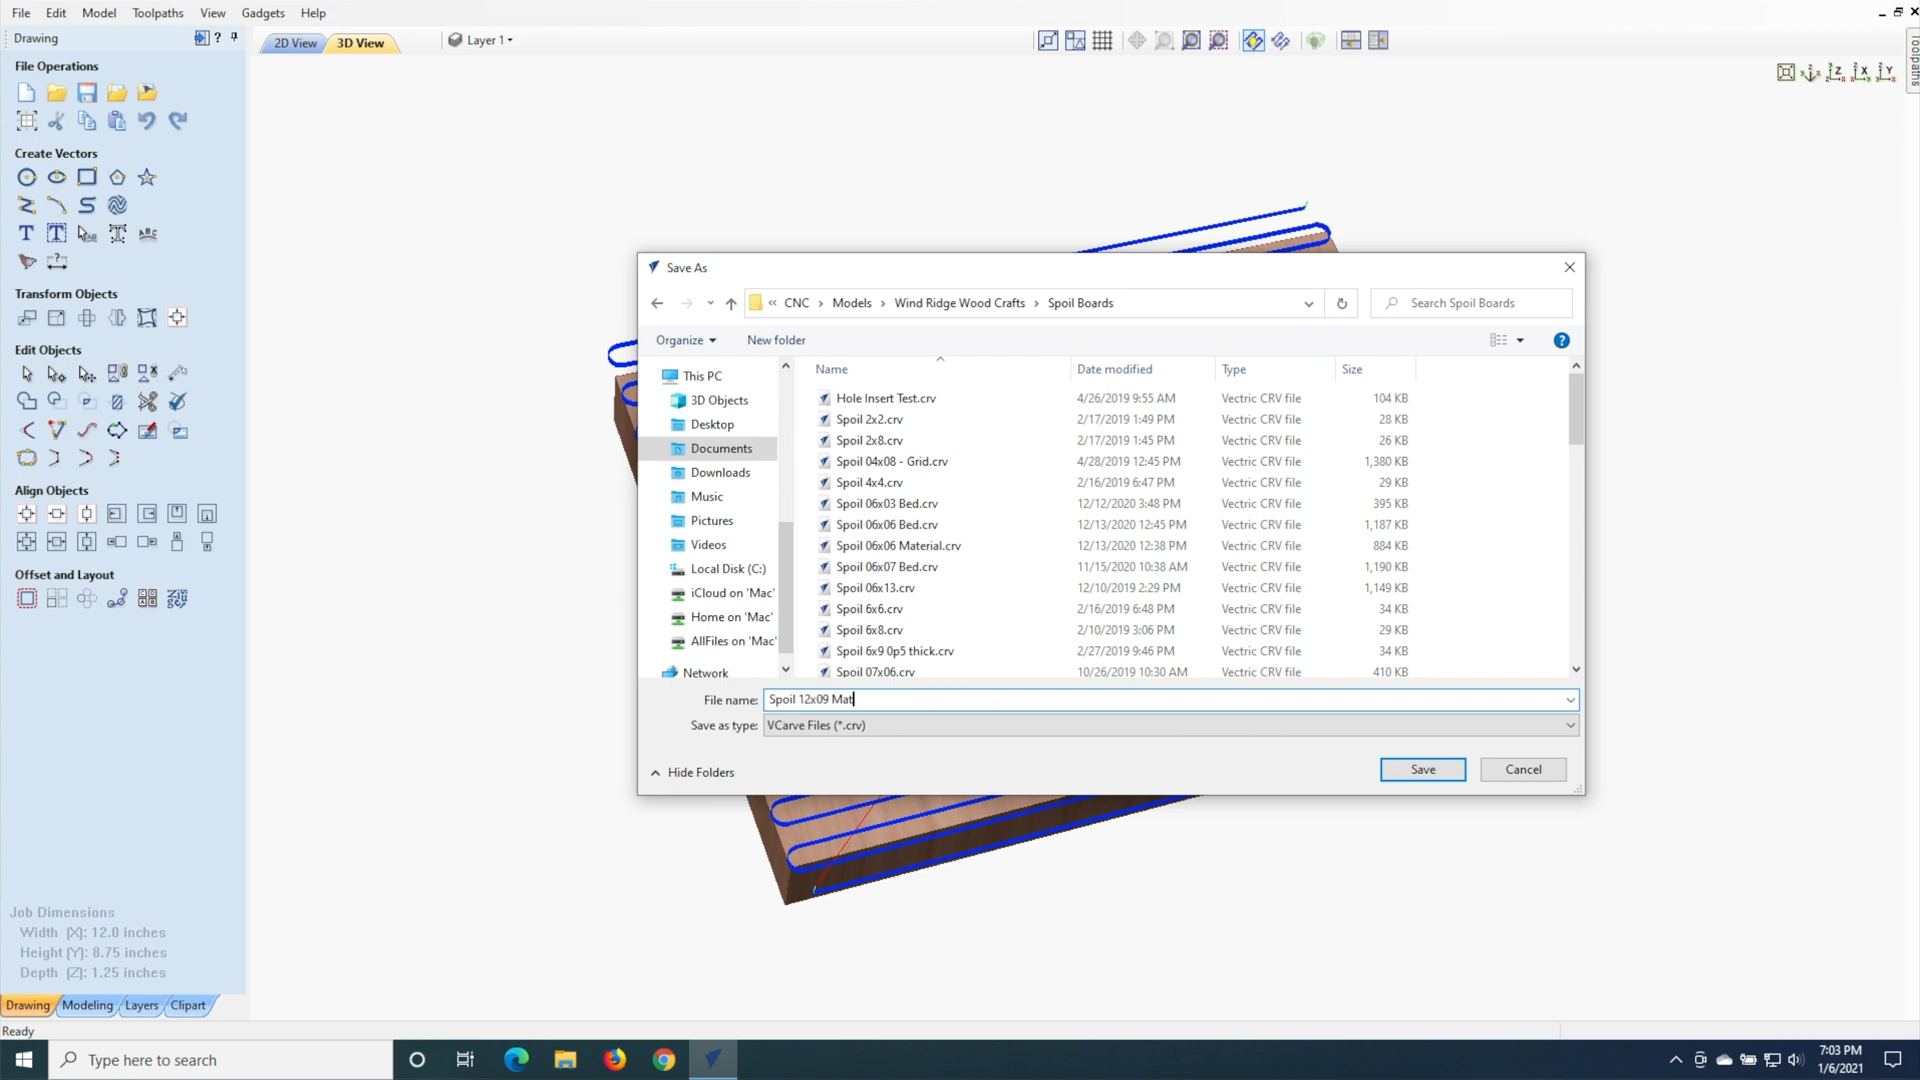 File Edit Model Toolpaths View Gadgets Help
Drawing
2D View 3D View Layer 1
Toolpaths
File Operations
Create Vectors
Transform Objects
Edit Objects
Align Objects
Offset and Layout
Job Dimensions
Width (X): 12.0 inches
Height (Y): 8.75 inches
Depth (Z): 1.25 inches
Drawing Modeling Layers Clipart
Ready
Save As
« CNC › Models › Wind Ridge Wood Crafts › Spoil Boards
Search Spoil Boards
Organize New folder
This PC
3D Objects
Desktop
Documents
Downloads
Music
Pictures
Videos
Local Disk (C:)
iCloud on 'Mac'
Home on 'Mac'
AllFiles on 'Mac'
Network
Name Date modified Type Size
Hole Insert Test.crv 4/26/2019 9:55 AM Vectric CRV file 104 KB
Spoil 2x2.crv 2/17/2019 1:49 PM Vectric CRV file 28 KB
Spoil 2x8.crv 2/17/2019 1:45 PM Vectric CRV file 26 KB
Spoil 04x08 - Grid.crv 4/28/2019 12:45 PM Vectric CRV file 1,380 KB
Spoil 4x4.crv 2/16/2019 6:47 PM Vectric CRV file 29 KB
Spoil 06x03 Bed.crv 12/12/2020 3:48 PM Vectric CRV file 395 KB
Spoil 06x06 Bed.crv 12/13/2020 12:45 PM Vectric CRV file 1,187 KB
Spoil 06x06 Material.crv 12/13/2020 12:38 PM Vectric CRV file 884 KB
Spoil 06x07 Bed.crv 11/15/2020 10:38 AM Vectric CRV file 1,190 KB
Spoil 06x13.crv 12/10/2019 2:29 PM Vectric CRV file 1,149 KB
Spoil 6x6.crv 2/16/2019 6:48 PM Vectric CRV file 34 KB
Spoil 6x8.crv 2/10/2019 3:06 PM Vectric CRV file 29 KB
Spoil 6x9 0p5 thick.crv 2/27/2019 9:46 PM Vectric CRV file 34 KB
Spoil 07x06.crv 10/26/2019 10:30 AM Vectric CRV file 410 KB
File name: Spoil 12x09 Mat
Save as type: VCarve Files (*.crv)
Hide Folders
Save Cancel
Type here to search
7:03 PM
1/6/2021